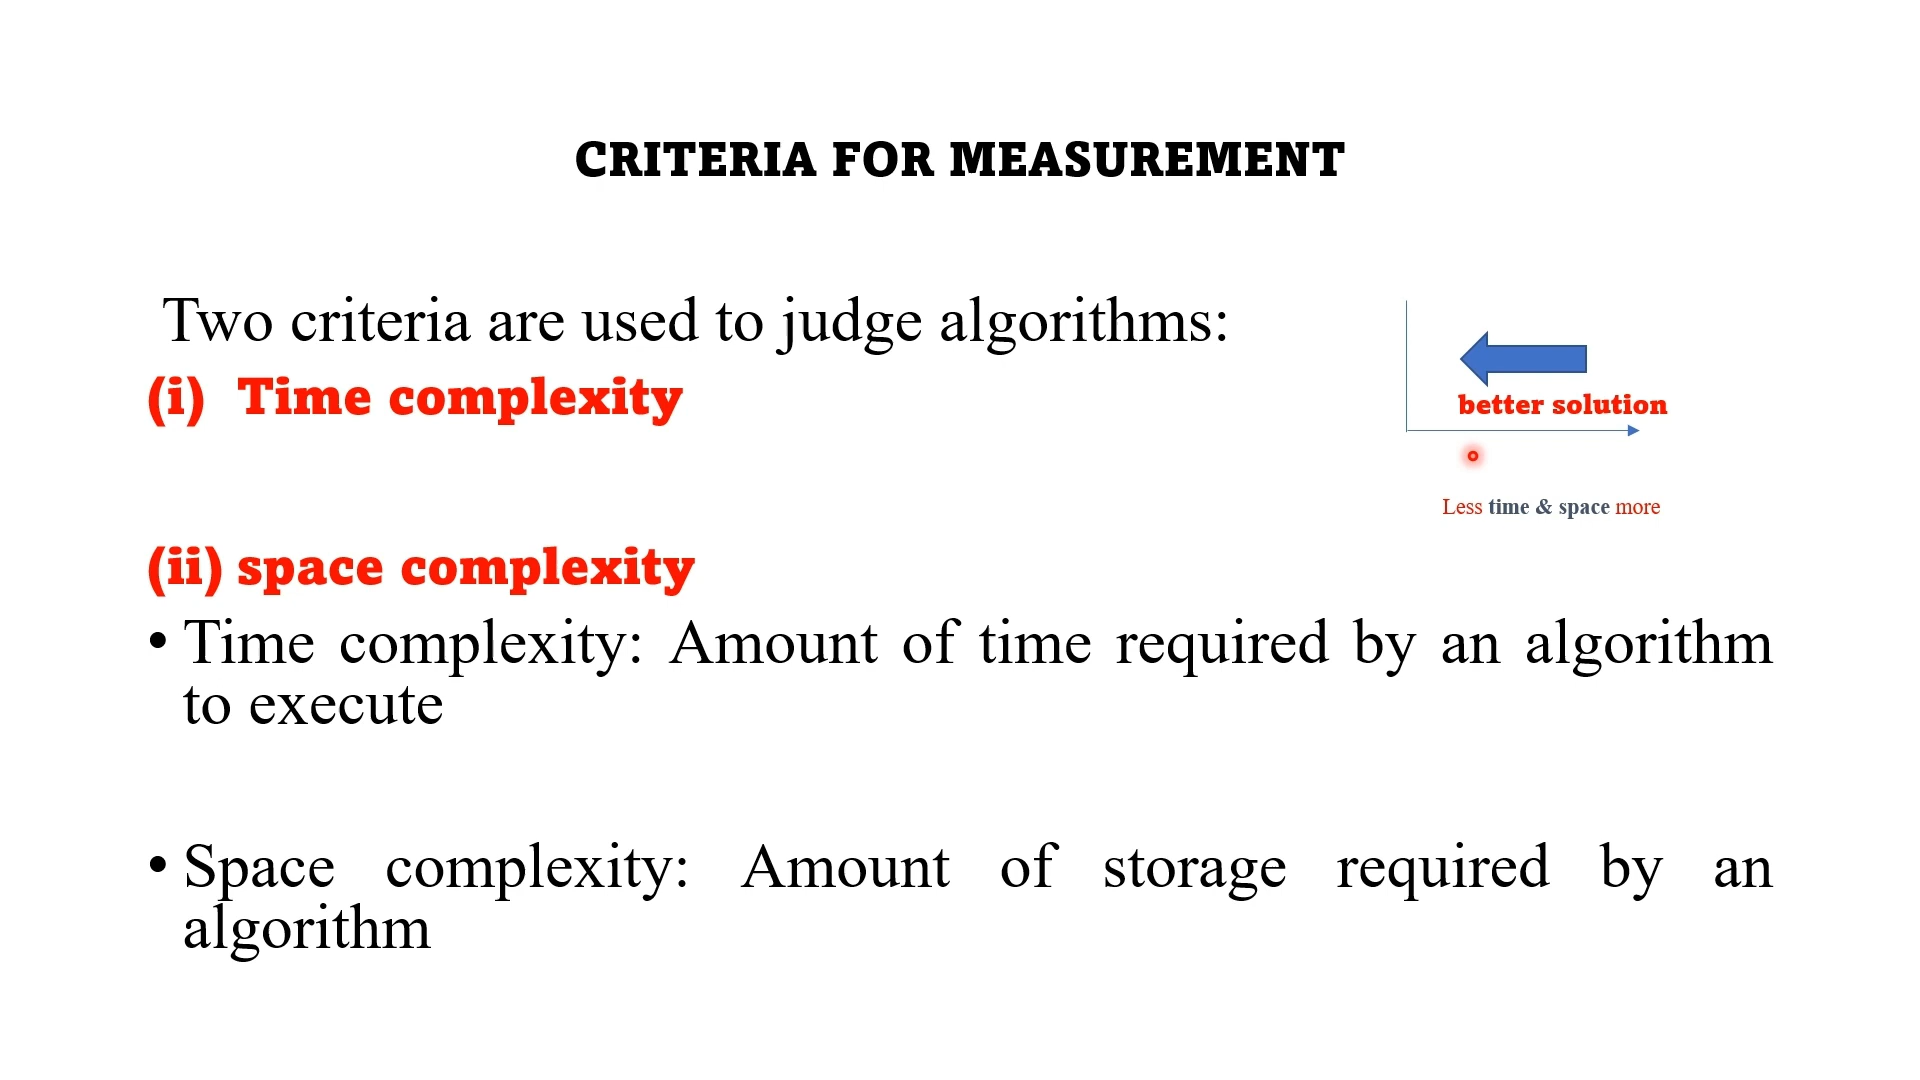 CRITERIA FOR MEASUREMENT
Two criteria are used to judge algorithms:
(i) Time complexity
better solution
Less time & space more
(ii) space complexity
• Time complexity: Amount of time required by an algorithm
to execute
• Space complexity: Amount of storage required by an
algorithm